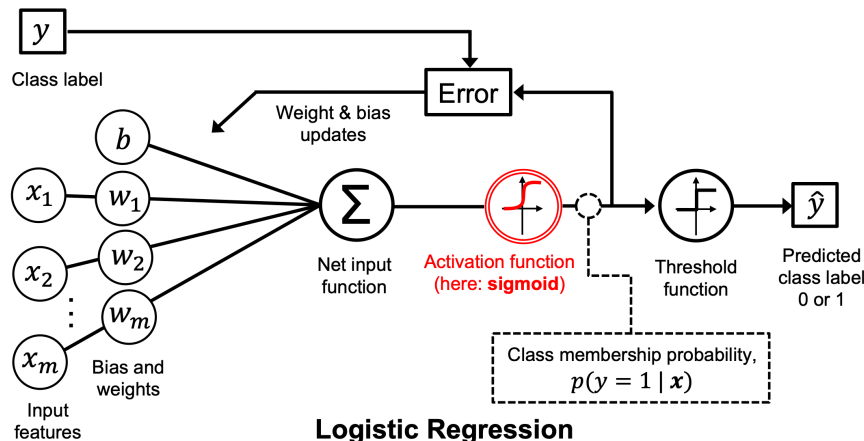 y
Class label
Error
Weight & bias
updates
b
x₁
w₁
x₂
w₂
⋮
wₘ
xₘ
Bias and
weights
Input
features
Σ
Net input
function
Activation function
(here: sigmoid)
Threshold
function
ŷ
Predicted
class label
0 or 1
Class membership probability,
p(y = 1 | x)
Logistic Regression